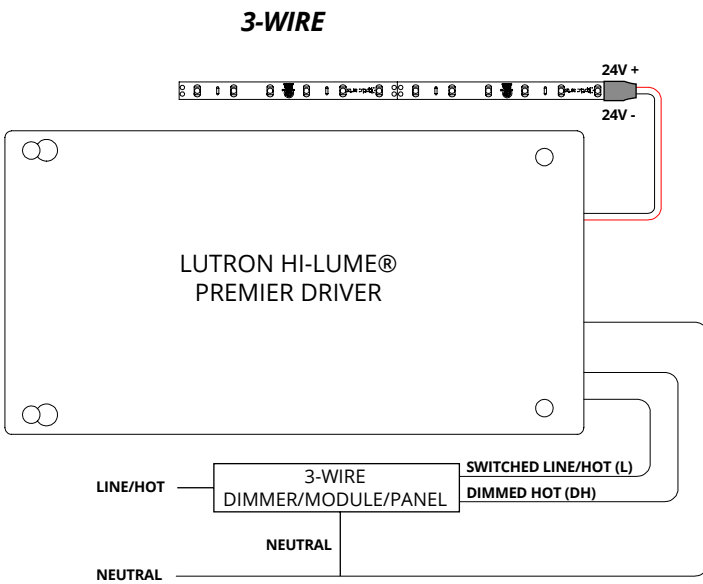 3-WIRE
24V +
24V -
LUTRON HI-LUME®
PREMIER DRIVER
SWITCHED LINE/HOT (L)
LINE/HOT
3-WIRE
DIMMER/MODULE/PANEL
DIMMED HOT (DH)
NEUTRAL
NEUTRAL